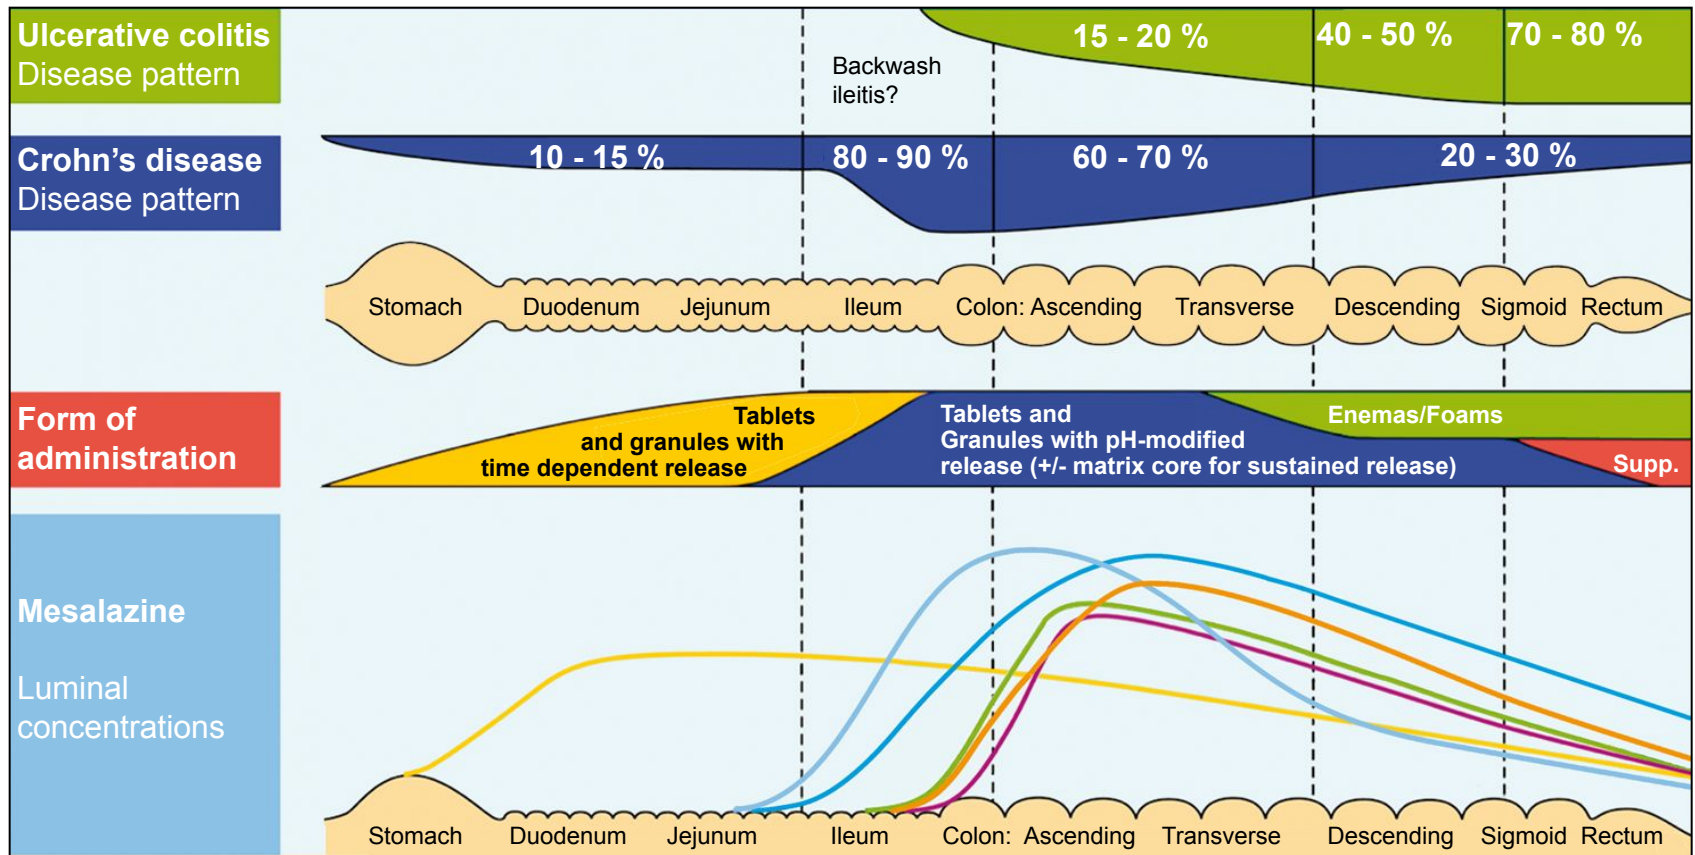 Ulcerative colitis
Disease pattern
15 - 20 %
40 - 50 %
70 - 80 %
Backwash
ileitis?
Crohn’s disease
Disease pattern
10 - 15 %
80 - 90 %
60 - 70 %
20 - 30 %
Stomach
Duodenum
Jejunum
Ileum
Colon: Ascending
Transverse
Descending
Sigmoid
Rectum
Form of
administration
Tablets
and granules with
time dependent release
Tablets and
Granules with pH-modified
release (+/- matrix core for sustained release)
Enemas/Foams
Supp.
Mesalazine
Luminal
concentrations
Stomach
Duodenum
Jejunum
Ileum
Colon:
Ascending
Transverse
Descending
Sigmoid
Rectum